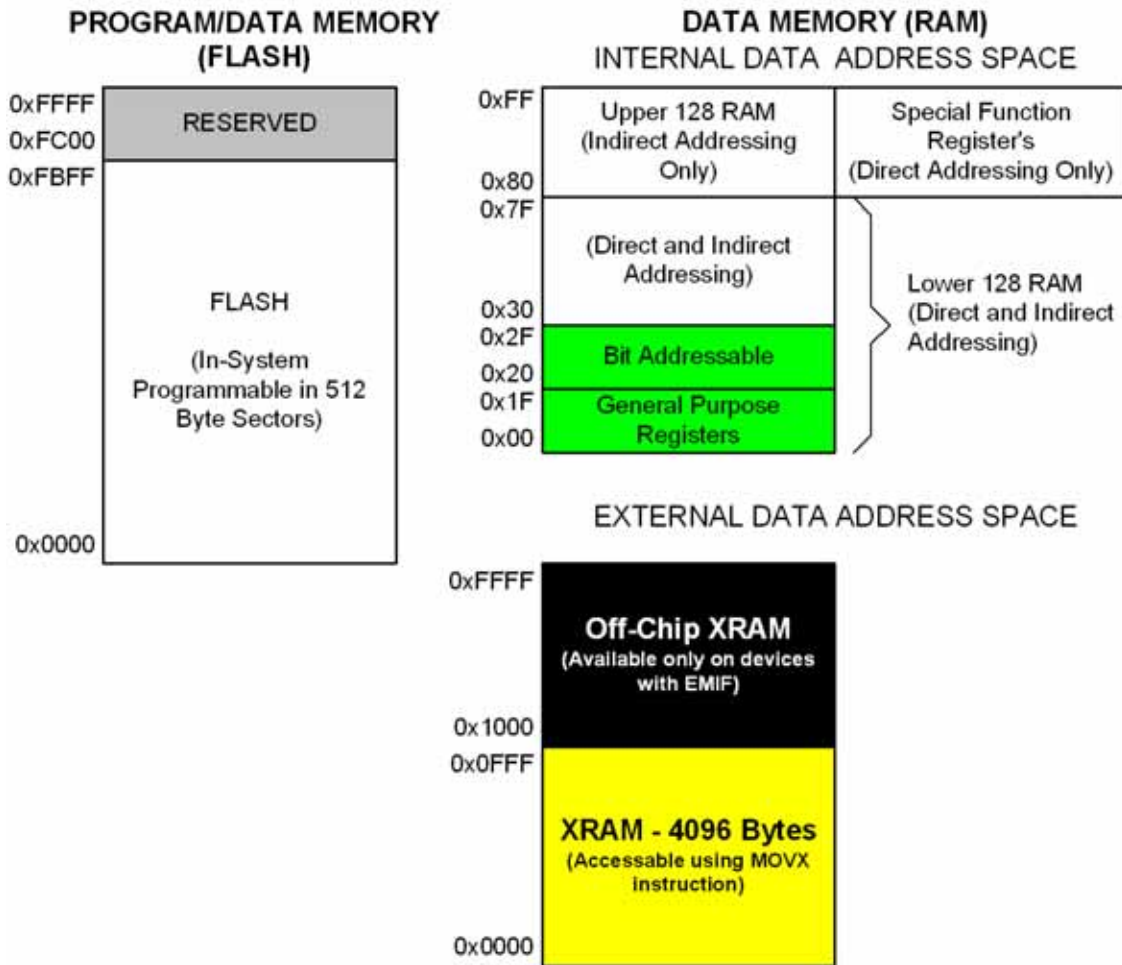 PROGRAM/DATA MEMORY
(FLASH)
0xFFFF
RESERVED
0xFC00
0xFBFF
FLASH
(In-System
Programmable in 512
Byte Sectors)
0x0000
DATA MEMORY (RAM)
INTERNAL DATA ADDRESS SPACE
0xFF
Upper 128 RAM
(Indirect Addressing
Only)
0x80
Special Function
Register's
(Direct Addressing Only)
0x7F
(Direct and Indirect
Addressing)
0x30
Lower 128 RAM
(Direct and Indirect
Addressing)
0x2F
Bit Addressable
0x20
0x1F
General Purpose
Registers
0x00
EXTERNAL DATA ADDRESS SPACE
0xFFFF
Off-Chip XRAM
(Available only on devices
with EMIF)
0x1000
0x0FFF
XRAM - 4096 Bytes
(Accessable using MOVX
instruction)
0x0000